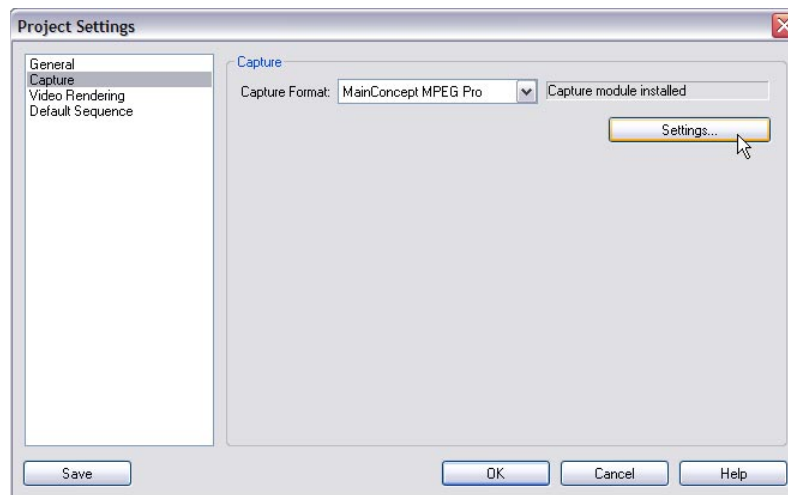 Project Settings
General
Capture
Video Rendering
Default Sequence
Capture
Capture Format: MainConcept MPEG Pro Capture module installed
Settings...
Save OK Cancel Help